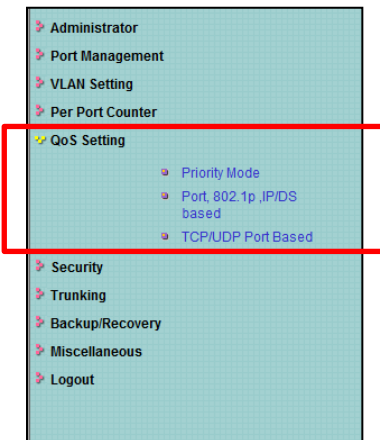 Administrator
Port Management
VLAN Setting
Per Port Counter
QoS Setting
Priority Mode
Port, 802.1p ,IP/DS
based
TCP/UDP Port Based
Security
Trunking
Backup/Recovery
Miscellaneous
Logout